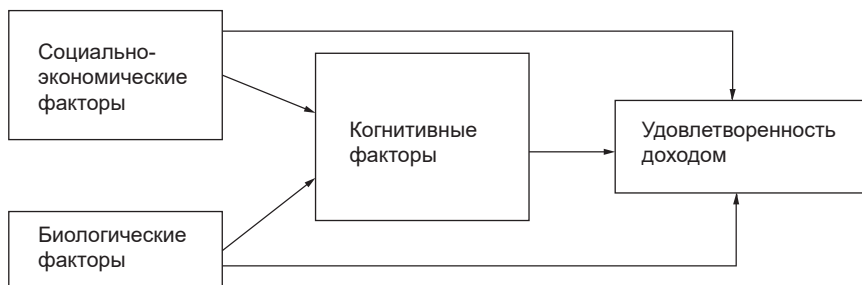 Социально-
экономические
факторы
Когнитивные
факторы
Удовлетворенность
доходом
Биологические
факторы